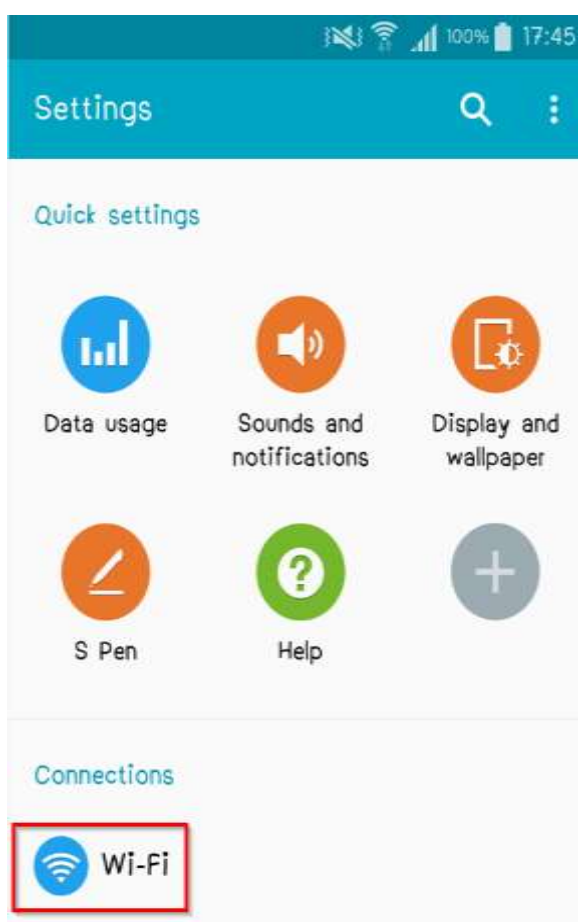 100% 17:45
Settings
Quick settings
Data usage
Sounds and
notifications
Display and
wallpaper
S Pen
Help
Connections
Wi-Fi